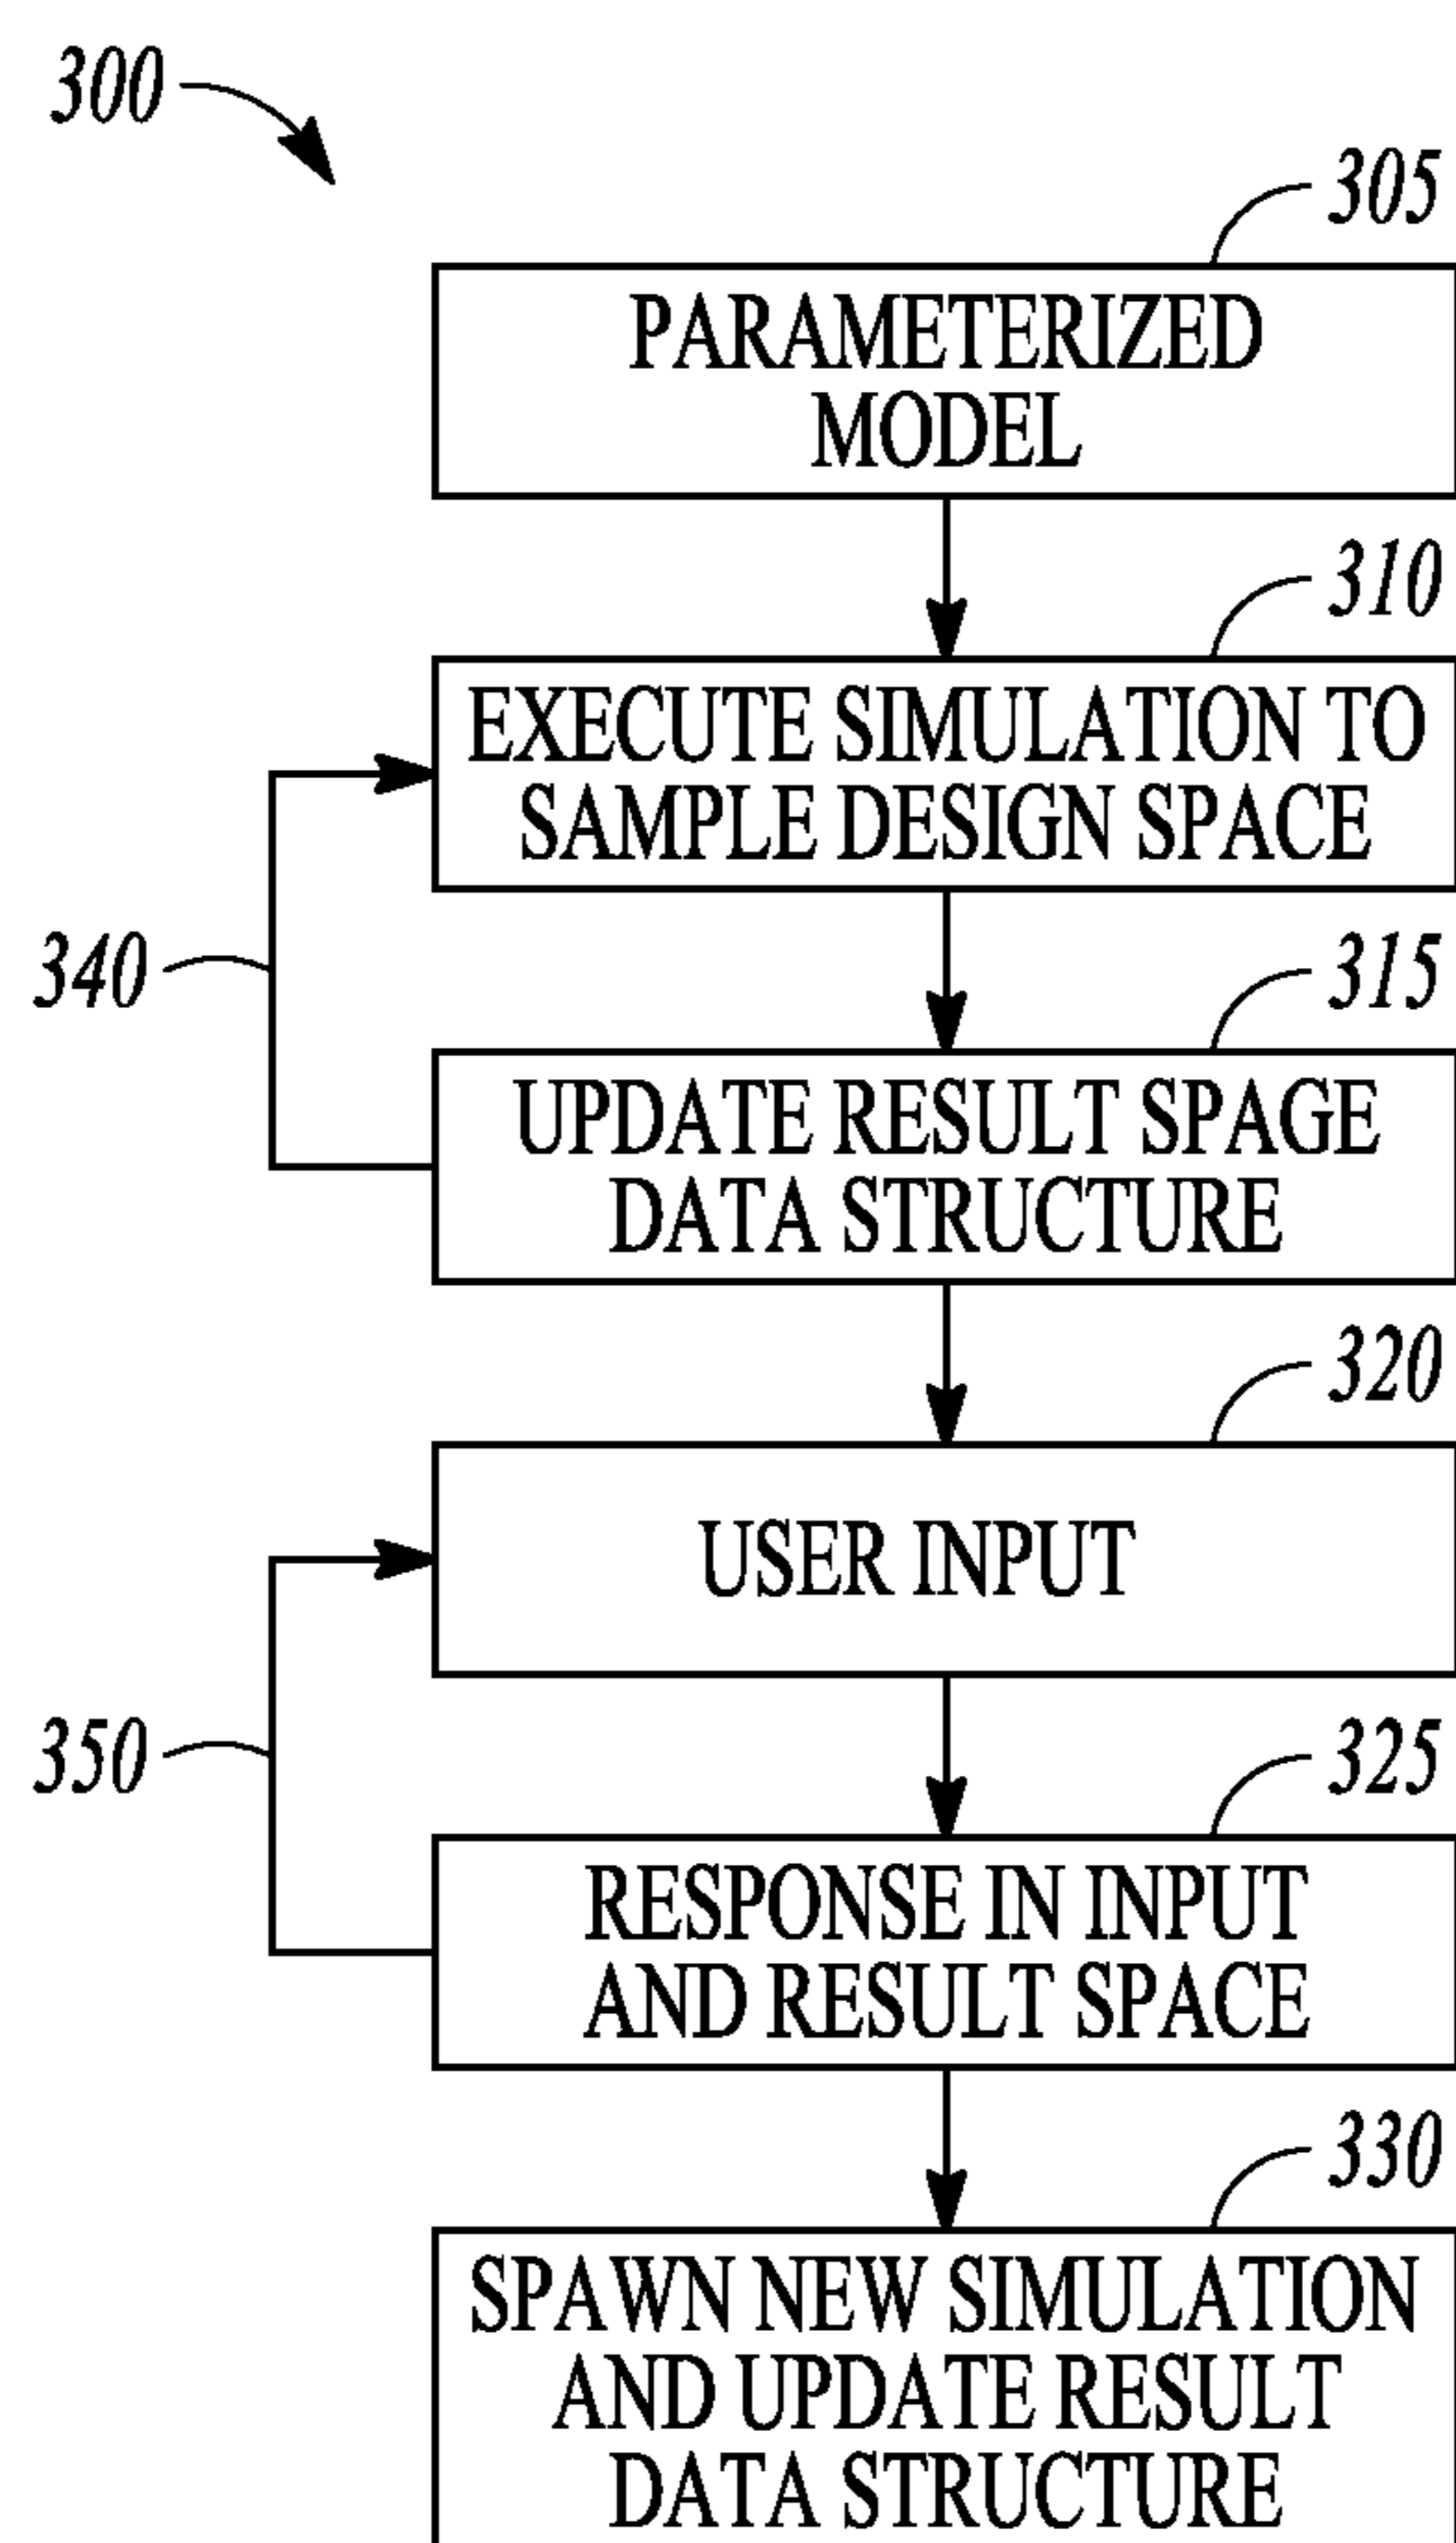 300
305
PARAMETERIZED
MODEL
310
EXECUTE SIMULATION TO
SAMPLE DESIGN SPACE
340
315
UPDATE RESULT SPAGE
DATA STRUCTURE
320
USER INPUT
350
325
RESPONSE IN INPUT
AND RESULT SPACE
330
SPAWN NEW SIMULATION
AND UPDATE RESULT
DATA STRUCTURE